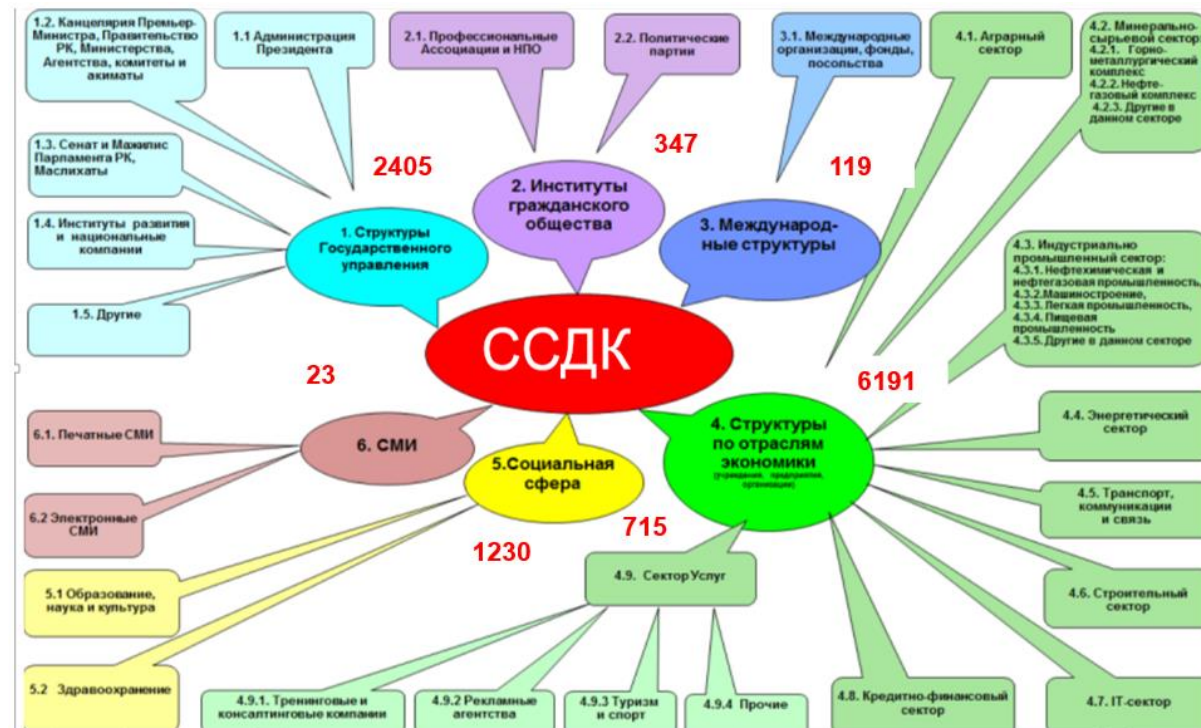 1.2. Канцелярия Премьер-
Министра, Правительство
РК, Министерства,
Агентства, комитеты и
акиматы
1.1 Администрация
Президента
2.1. Профессиональные
Ассоциации и НПО
2.2. Политические
партии
3.1. Международные
организации, фонды,
посольства
4.1. Аграрный
сектор
4.2. Минерально-
сырьевой сектор:
4.2.1. Горно-
металлургический
комплекс
4.2.2. Нефте-
газовый комплекс
4.2.3. Другие в
данном секторе
1.3. Сенат и Мажилис
Парламента РК,
Маслихаты
2405
347
119
2. Институты
гражданского
общества
1. Структуры
Государственного
управления
3. Международ-
ные структуры
1.4. Институты развития
и национальные
компании
1.5. Другие
4.3. Индустриально
промышленный сектор:
4.3.1. Нефтехимическая и
нефтегазовая промышленность,
4.3.2.Машиностроение,
4.3.3. Легкая промышленность,
4.3.4. Пищевая
промышленность
4.3.5. Другие в данном секторе
ССДК
23
6191
6.1. Печатные СМИ
6. СМИ
5.Социальная
сфера
4. Структуры
по отраслям
экономики
(учреждения, предприятия,
организации)
4.4. Энергетический
сектор
6.2 Электронные
СМИ
4.5. Транспорт,
коммуникации
и связь
715
1230
5.1 Образование,
наука и культура
4.9. Сектор Услуг
4.6. Строительный
сектор
5.2 Здравоохранение
4.9.1. Тренинговые и
консалтинговые компании
4.9.2 Рекламные
агентства
4.9.3 Туризм
и спорт
4.9.4 Прочие
4.8. Кредитно-финансовый
сектор
4.7. IT-сектор